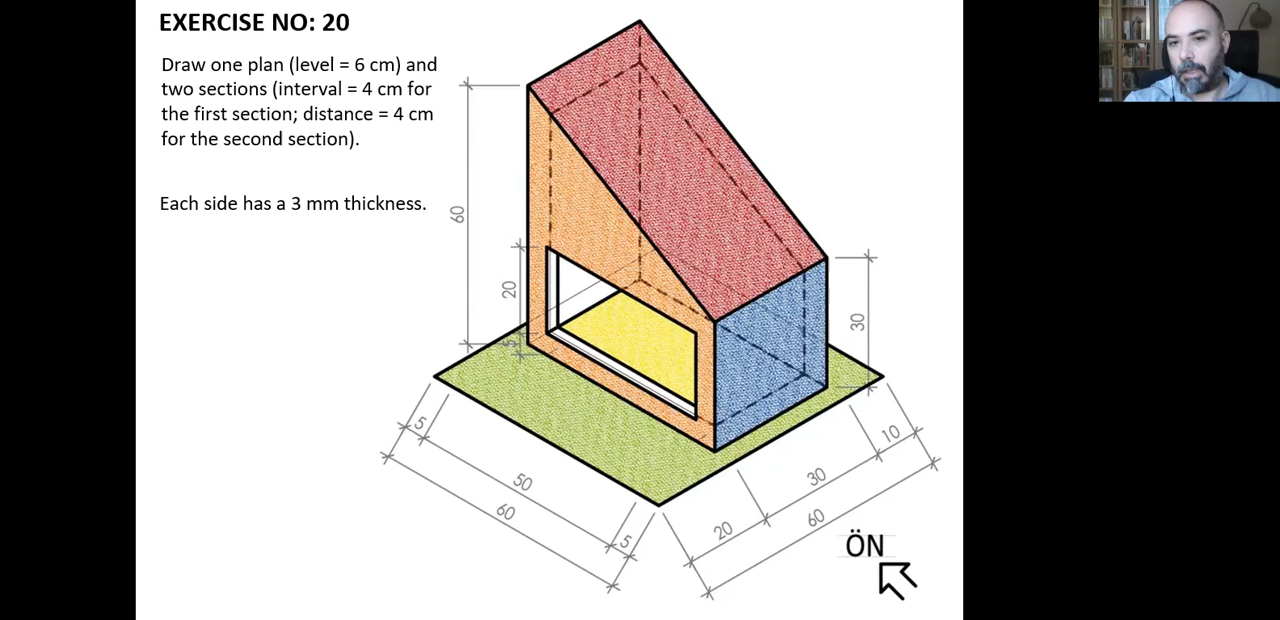 EXERCISE NO: 20
Draw one plan (level = 6 cm) and
two sections (interval = 4 cm for
the first section; distance = 4 cm
for the second section).
Each side has a 3 mm thickness.
60
20
5
30
5
50
60
5
10
30
20
60
ÖN